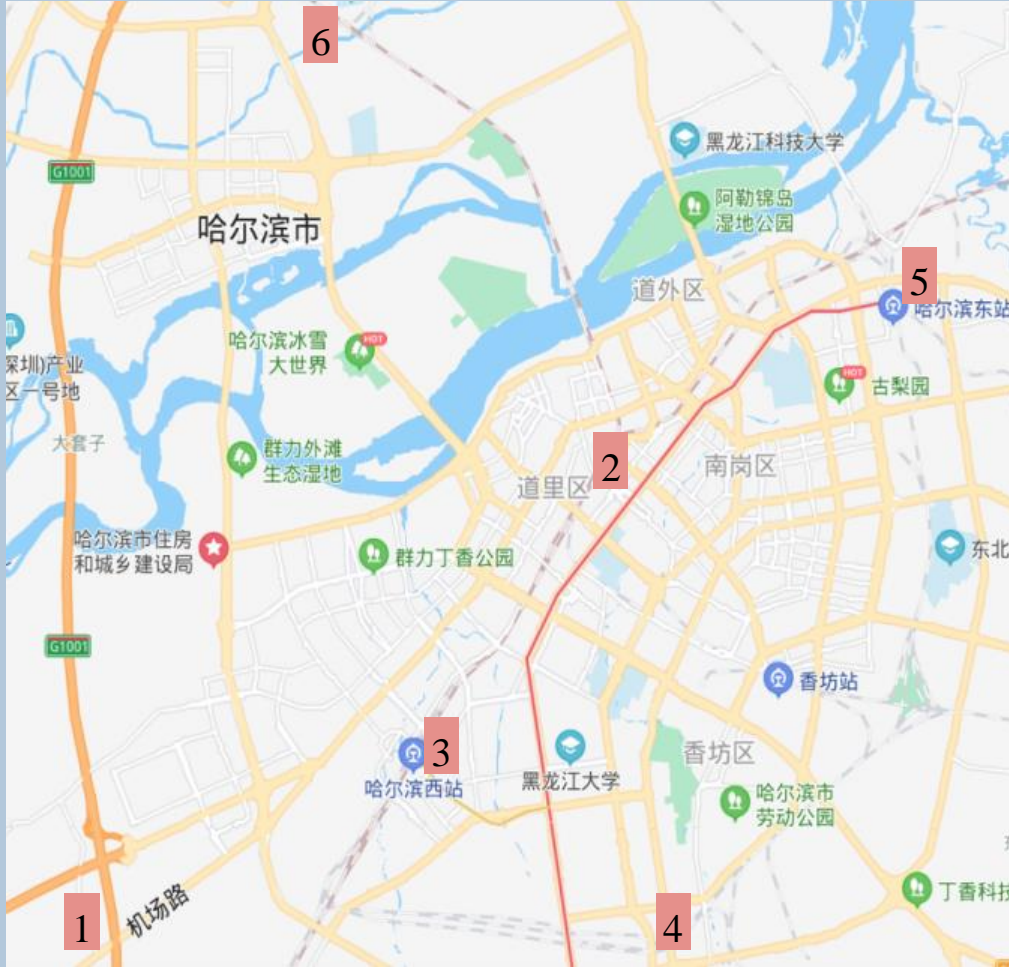 6
黑龙江科技大学
G1001
阿勒锦岛
湿地公园
哈尔滨市
5
道外区
哈尔滨东站
哈尔滨冰雪
大世界
HOT
深圳)产业
区一号地
HOT
古梨园
大套子
群力外滩
生态湿地
2
南岗区
道里区
哈尔滨市住房
和城乡建设局
群力丁香公园
东北
G1001
香坊站
3
哈尔滨西站
黑龙江大学
香坊区
哈尔滨市
劳动公园
丁香科技
1
机场路
4